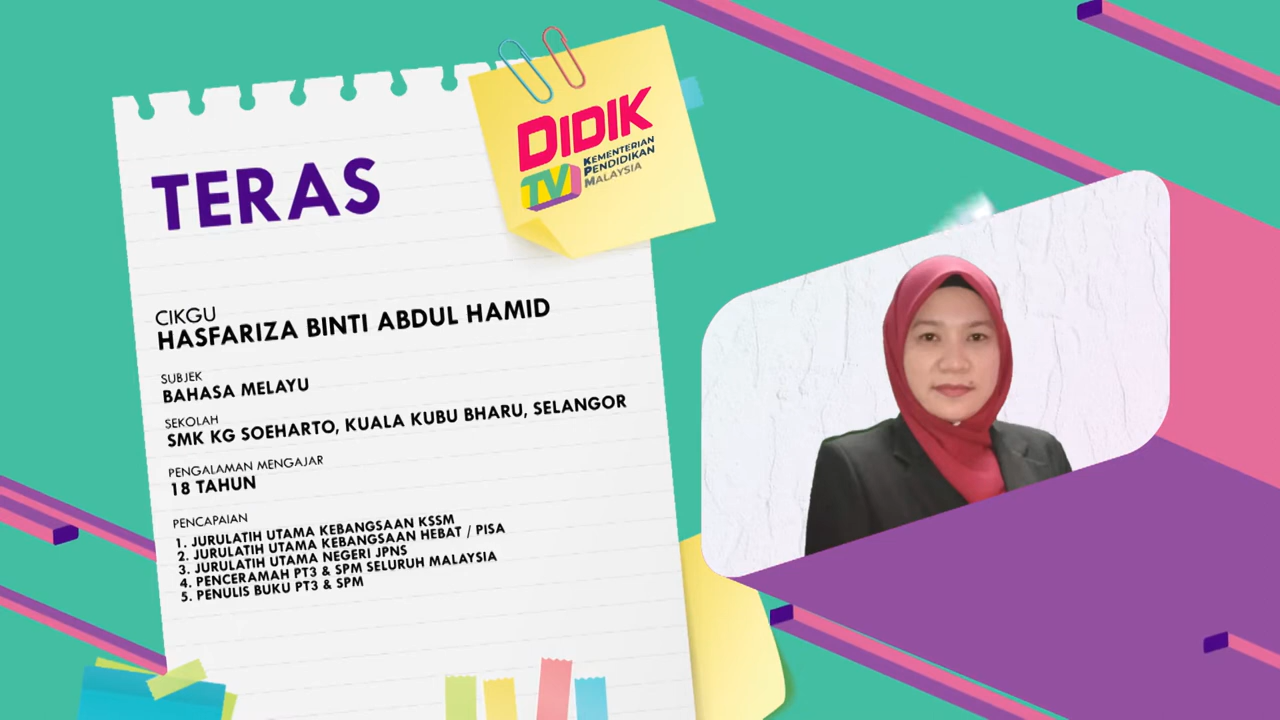 TERAS
DIDIK
TV
KEMENTERIAN
PENDIDIKAN
MALAYSIA
CIKGU
HASFARIZA BINTI ABDUL HAMID
SUBJEK
BAHASA MELAYU
SEKOLAH
SMK KG SOEHARTO, KUALA KUBU BHARU, SELANGOR
PENGALAMAN MENGAJAR
18 TAHUN
PENCAPAIAN
1. JURULATIH UTAMA KEBANGSAAN KSSM
2. JURULATIH UTAMA KEBANGSAAN HEBAT / PISA
3. JURULATIH UTAMA NEGERI JPNS
4. PENCERAMAH PT3 & SPM SELURUH MALAYSIA
5. PENULIS BUKU PT3 & SPM